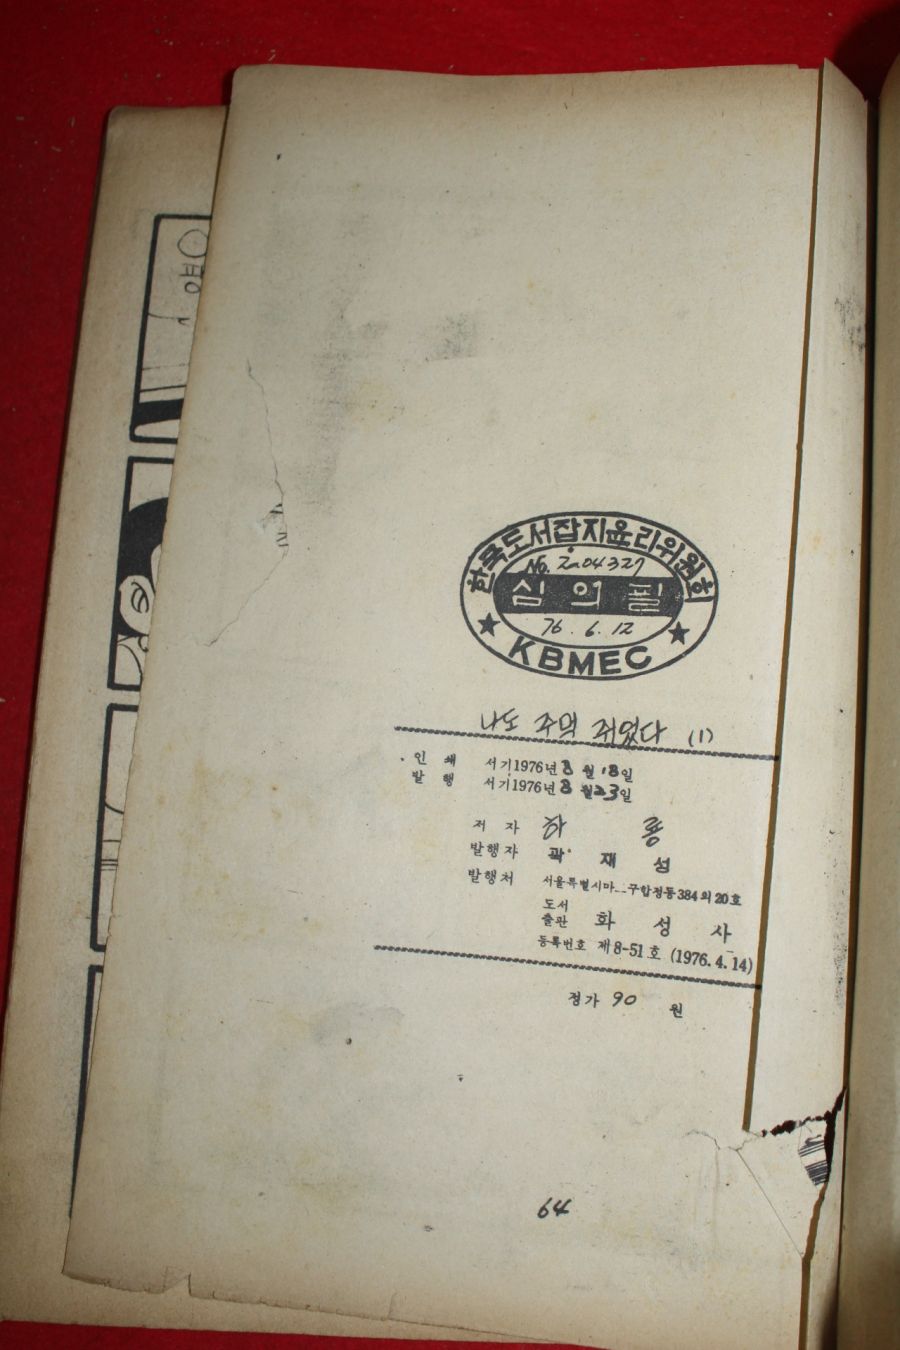 한국도서잡지윤리위원회
No. 2a04327
심의필
76. 6. 12
★ KBMEC ★
나도 주먹 쥐었다 (1)
인쇄 서기1976년 8월 18일
발행 서기1976년 8월 23일
저자 하 룡
발행자 곽 재 성
발행처 서울특별시마 구합정동384의20호
도서
출판 화 성 사
등록번호 제8-51호 (1976. 4. 14)
정가 90 원
64